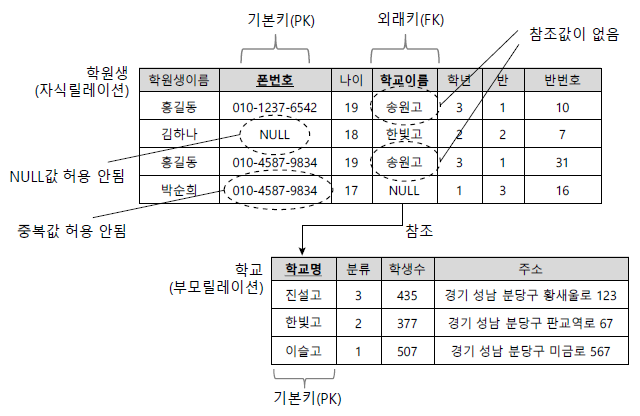 기본키(PK)
외래키(FK)
참조값이 없음
학원생
(자식릴레이션)
학원생이름 폰번호 나이 학교이름 학년 반 반번호
홍길동 010-1237-6542 19 송원고 3 1 10
김하나 NULL 18 한빛고 2 2 7
홍길동 010-4587-9834 19 송원고 3 1 31
박순희 010-4587-9834 17 NULL 1 3 16
NULL값 허용 안됨
중복값 허용 안됨
참조
학교
(부모릴레이션)
학교명 분류 학생수 주소
진설고 3 435 경기 성남 분당구 황새울로 123
한빛고 2 377 경기 성남 분당구 판교역로 67
이슬고 1 507 경기 성남 분당구 미금로 567
기본키(PK)